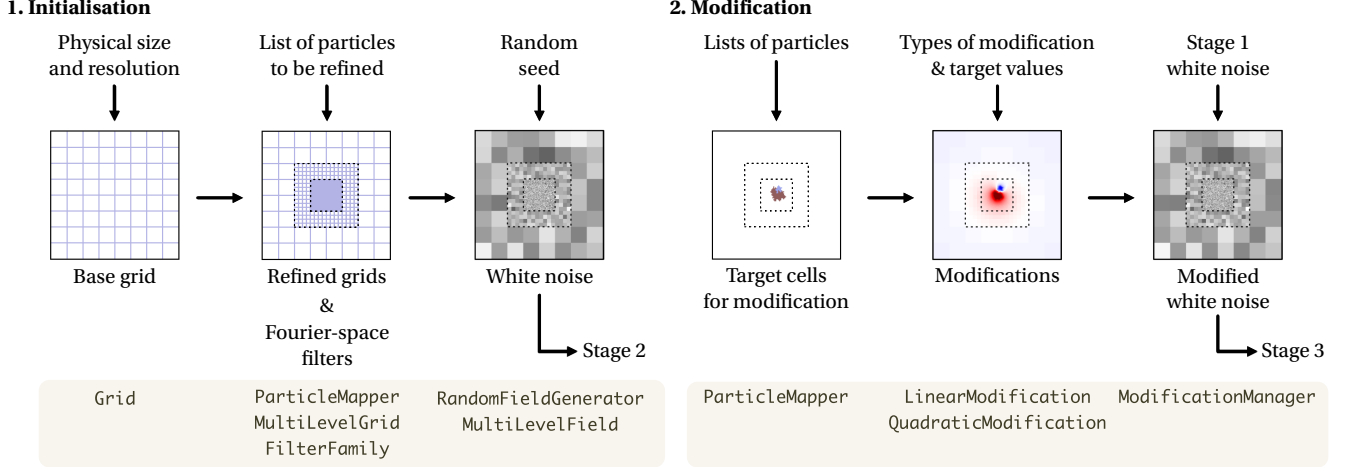 1. Initialisation
Physical size
and resolution
List of particles
to be refined
Random
seed
Base grid
Refined grids
&
Fourier-space
filters
White noise
Stage 2
Grid
ParticleMapper
MultiLevelGrid
FilterFamily
RandomFieldGenerator
MultiLevelField
2. Modification
Lists of particles
Types of modification
& target values
Stage 1
white noise
Target cells
for modification
Modifications
Modified
white noise
Stage 3
ParticleMapper
LinearModification
QuadraticModification
ModificationManager